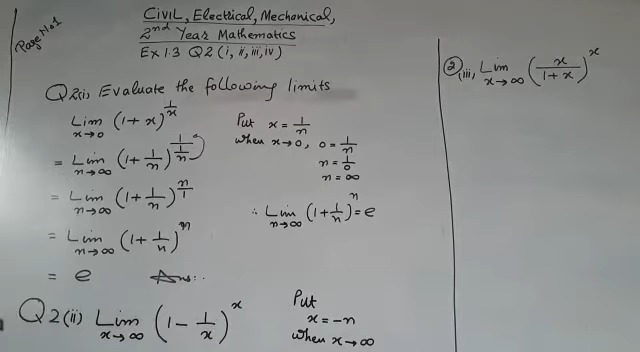 Page No 1
Civil, Electrical, Mechanical,
2nd Year Mathematics
Ex 1.3 Q2 (i, ii, iii, iv)
Q2(i) Evaluate the following limits
Lim x→0 (1 + x)^(1/x)
= Lim n→∞ (1 + 1/n)^(1/(1/n))
= Lim n→∞ (1 + 1/n)^(n/1)
= Lim n→∞ (1 + 1/n)^n
= e Ans:.
Put x = 1/n
when x→0, 0 = 1/n
n = 1/0
n = ∞
∴ Lim n→∞ (1 + 1/n)^n = e
Q2(ii) Lim x→∞ (1 - 1/x)^x
Put
x = -n
when x→∞
2(iii) Lim x→∞ (x/(1+x))^x